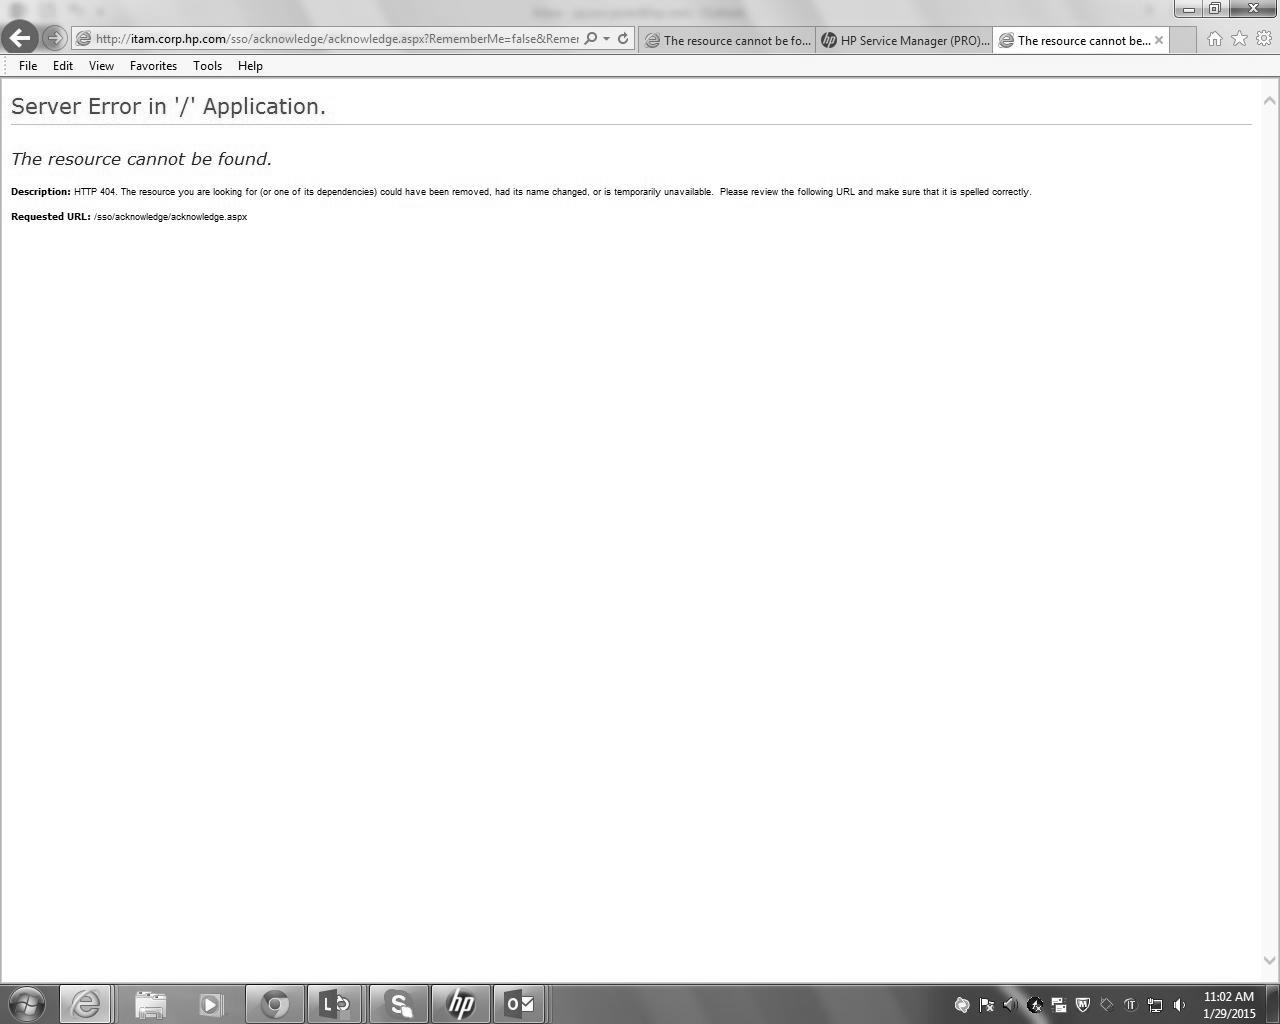 http://itam.corp.hp.com/sso/acknowledge/acknowledge.aspx?RememberMe=false&Remer
The resource cannot be fo...
HP Service Manager (PRO)...
The resource cannot be...
File Edit View Favorites Tools Help
Server Error in '/' Application.
The resource cannot be found.
Description: HTTP 404. The resource you are looking for (or one of its dependencies) could have been removed, had its name changed, or is temporarily unavailable.  Please review the following URL and make sure that it is spelled correctly.
Requested URL: /sso/acknowledge/acknowledge.aspx
11:02 AM
1/29/2015